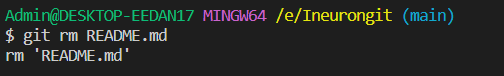 Admin@DESKTOP-EEDAN17 MINGW64 /e/Ineurongit (main)
$ git rm README.md
rm 'README.md'